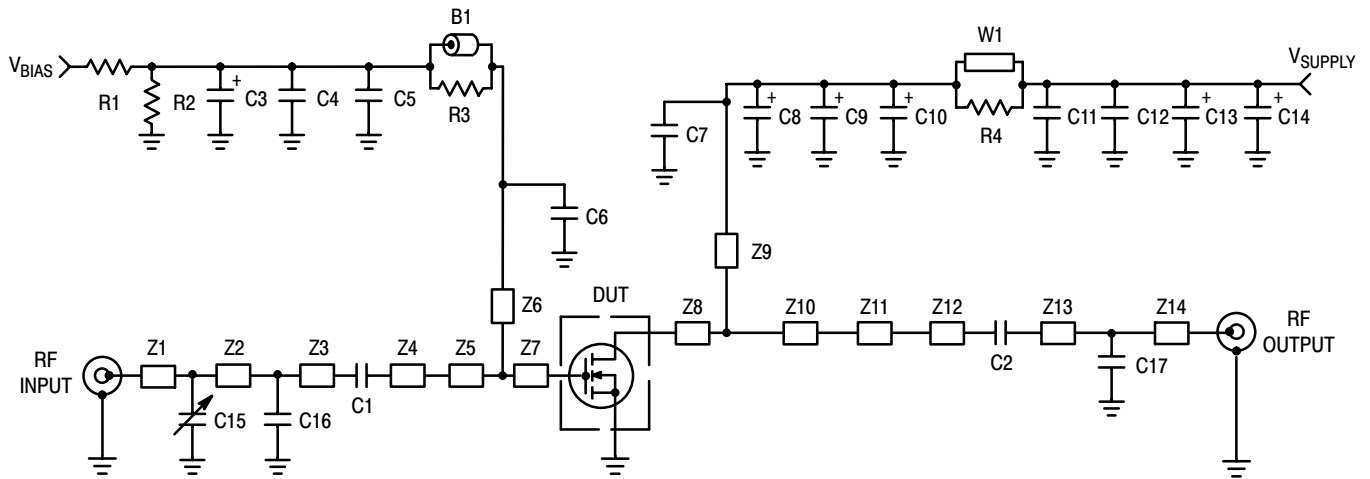 B1
V_BIAS
R1
R2
+
C3
C4
C5
R3
C6
W1
V_SUPPLY
C7
+
C8
+
C9
+
C10
R4
C11
C12
+
C13
+
C14
Z6
Z9
DUT
Z8
Z10
Z11
Z12
Z13
Z14
RF
OUTPUT
C2
C17
RF
INPUT
Z1
Z2
Z3
Z4
Z5
Z7
C1
C15
C16